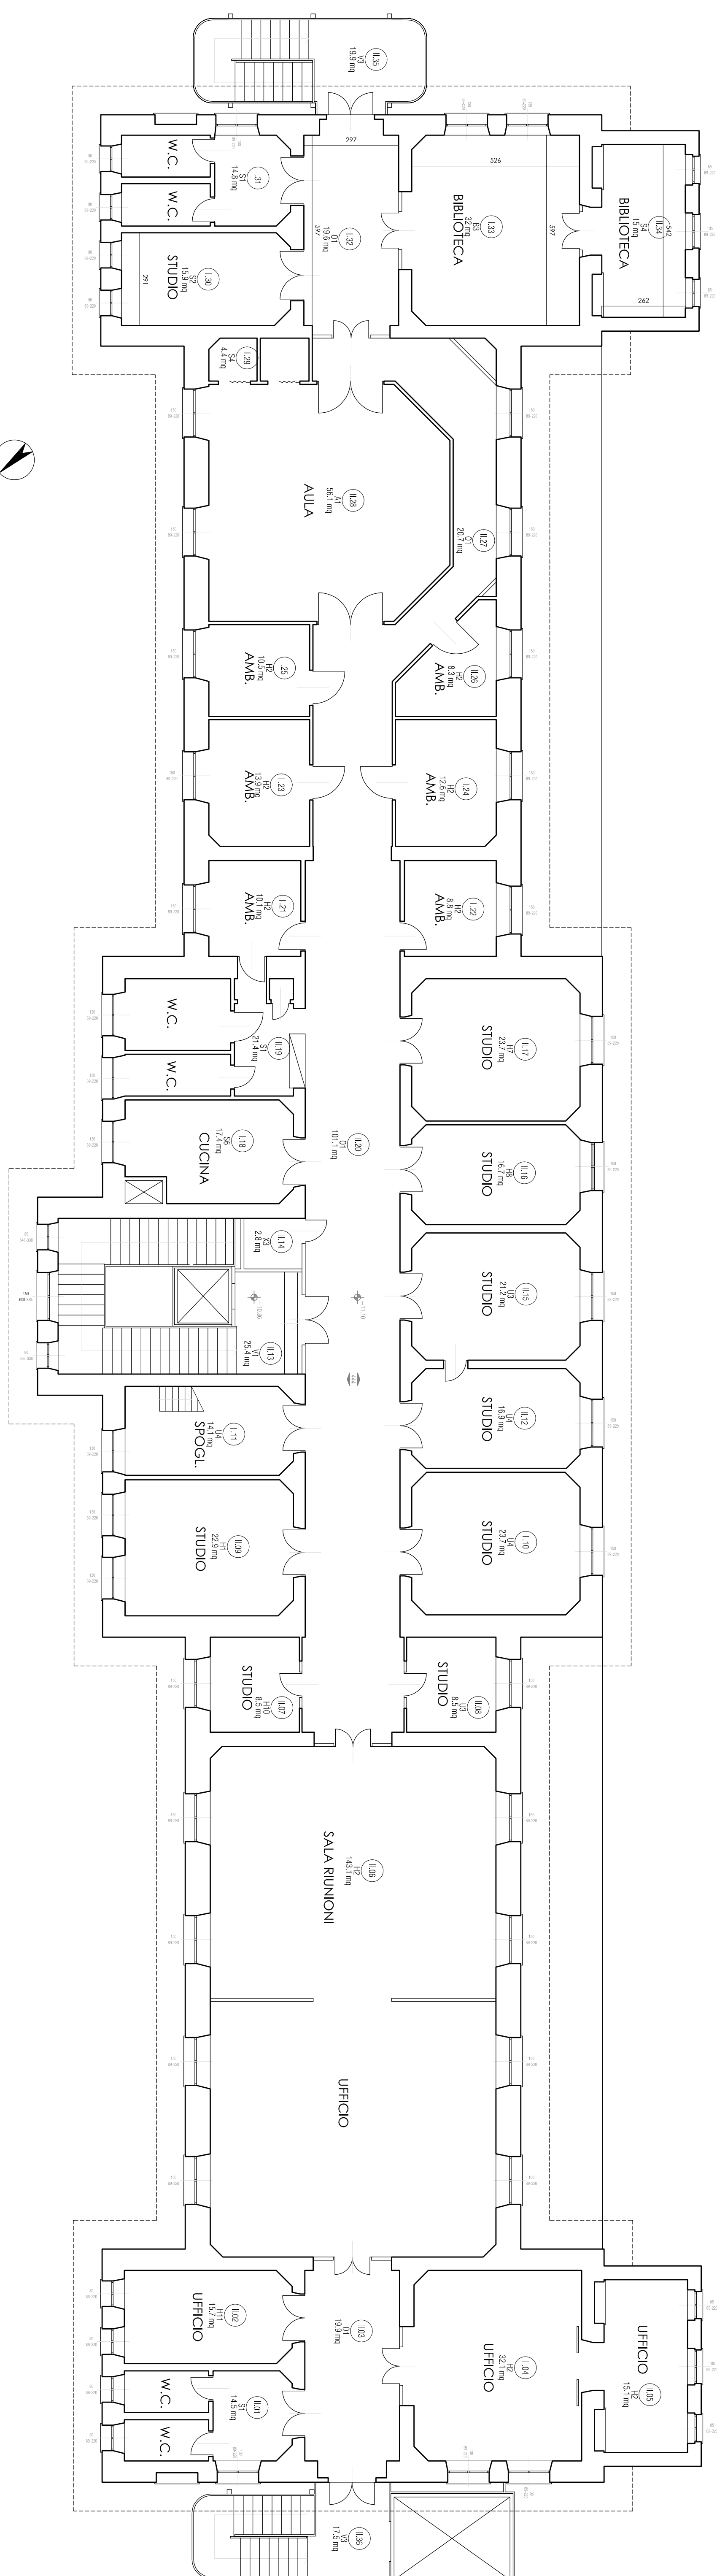 II.35
V3
19.9 mq
W.C.
W.C.
II.31
S1
14.8 mq
297
597
II.32
O1
19.6 mq
526
597
II.33
B3
32 mq
BIBLIOTECA
II.34
S4
15 mq
BIBLIOTECA
542
262
II.30
S2
15.9 mq
STUDIO
291
II.29
S4
4.4 mq
II.28
A1
56.1 mq
AULA
II.27
O1
20.7 mq
II.25
H2
10.5 mq
AMB.
II.26
H2
8.3 mq
AMB.
II.23
H2
13.9 mq
AMB.
II.24
H2
12.6 mq
AMB.
II.21
H2
10.1 mq
AMB.
II.22
H2
8.8 mq
AMB.
W.C.
W.C.
II.19
S1
21.4 mq
II.17
H7
23.7 mq
STUDIO
II.18
S6
17.4 mq
CUCINA
II.20
O1
101.1 mq
II.16
H8
16.7 mq
STUDIO
II.14
X3
2.8 mq
II.15
U3
21.2 mq
STUDIO
+10.86
+11.10
II.13
V1
25.4 mq
444
II.11
U4
14.1 mq
SPOGL.
II.12
U4
16.9 mq
STUDIO
II.09
H1
22.9 mq
STUDIO
II.10
U4
23.7 mq
STUDIO
II.07
H10
8.5 mq
STUDIO
II.08
U3
8.5 mq
STUDIO
II.06
H2
143.1 mq
SALA RIUNIONI
UFFICIO
II.02
H11
15.7 mq
UFFICIO
II.03
O1
19.9 mq
II.04
H2
32.1 mq
UFFICIO
II.05
H2
15.1 mq
UFFICIO
W.C.
W.C.
II.01
S1
14.5 mq
II.36
V3
17.5 mq